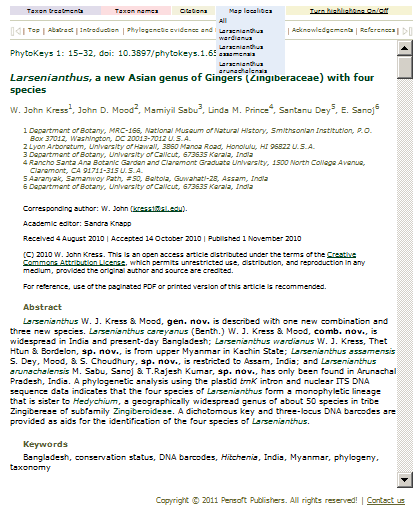 Taxon treatments Taxon names Citations Map localities Turn highlighting On/Off
All
Larsenianthus wardianus
Larsenianthus assamensis
Larsenianthus arunachalensis
| Top | Abstract | Introduction | Phylogenetic evidence and | Acknowledgements | References |
PhytoKeys 1: 15–32, doi: 10.3897/phytokeys.1.65
Larsenianthus, a new Asian genus of Gingers (Zingiberaceae) with four
species
W. John Kress1, John D. Mood2, Mamiyil Sabu3, Linda M. Prince4, Santanu Dey5, E. Sanoj6
1 Department of Botany, MRC-166, National Museum of Natural History, Smithsonian Institution, P.O.
Box 37012, Washington, DC 20013-7012 U.S.A.
2 Lyon Arboretum, University of Hawaii, 3860 Manoa Road, Honolulu, HI 96822 U.S.A.
3 Department of Botany, University of Calicut, 673635 Kerala, India
4 Rancho Santa Ana Botanic Garden and Claremont Graduate University, 1500 North College Avenue,
Claremont, CA 91711-315 U.S.A.
5 Aaranyak, Samanwoy Path, #50, Beltola, Guwahati-28, Assam, India
6 Department of Botany, University of Calicut, 673635 Kerala, India
Corresponding author: W. John (kressj@si.edu).
Academic editor: Sandra Knapp
Received 4 August 2010 | Accepted 14 October 2010 | Published 1 November 2010
(C) 2010 W. John Kress. This is an open access article distributed under the terms of the Creative
Commons Attribution License, which permits unrestricted use, distribution, and reproduction in any
medium, provided the original author and source are credited.
For reference, use of the paginated PDF or printed version of this article is recommended.
Abstract
Larsenianthus W. J. Kress & Mood, gen. nov. is described with one new combination and
three new species. Larsenianthus careyanus (Benth.) W. J. Kress & Mood, comb. nov., is
widespread in India and present-day Bangladesh; Larsenianthus wardianus W. J. Kress, Thet
Htun & Bordelon, sp. nov., is from upper Myanmar in Kachin State; Larsenianthus assamensis
S. Dey, Mood, & S. Choudhury, sp. nov., is restricted to Assam, India; and Larsenianthus
arunachalensis M. Sabu, Sanoj & T.Rajesh Kumar, sp. nov., has only been found in Arunachal
Pradesh, India. A phylogenetic analysis using the plastid trnK intron and nuclear ITS DNA
sequence data indicates that the four species of Larsenianthus form a monophyletic lineage
that is sister to Hedychium, a geographically widespread genus of about 50 species in tribe
Zingibereae of subfamily Zingiberoideae. A dichotomous key and three-locus DNA barcodes are
provided as aids for the identification of the four species of Larsenianthus.
Keywords
Bangladesh, conservation status, DNA barcodes, Hitchenia, India, Myanmar, phylogeny,
taxonomy
Copyright © 2011 Pensoft Publishers. All rights reserved! | Contact us